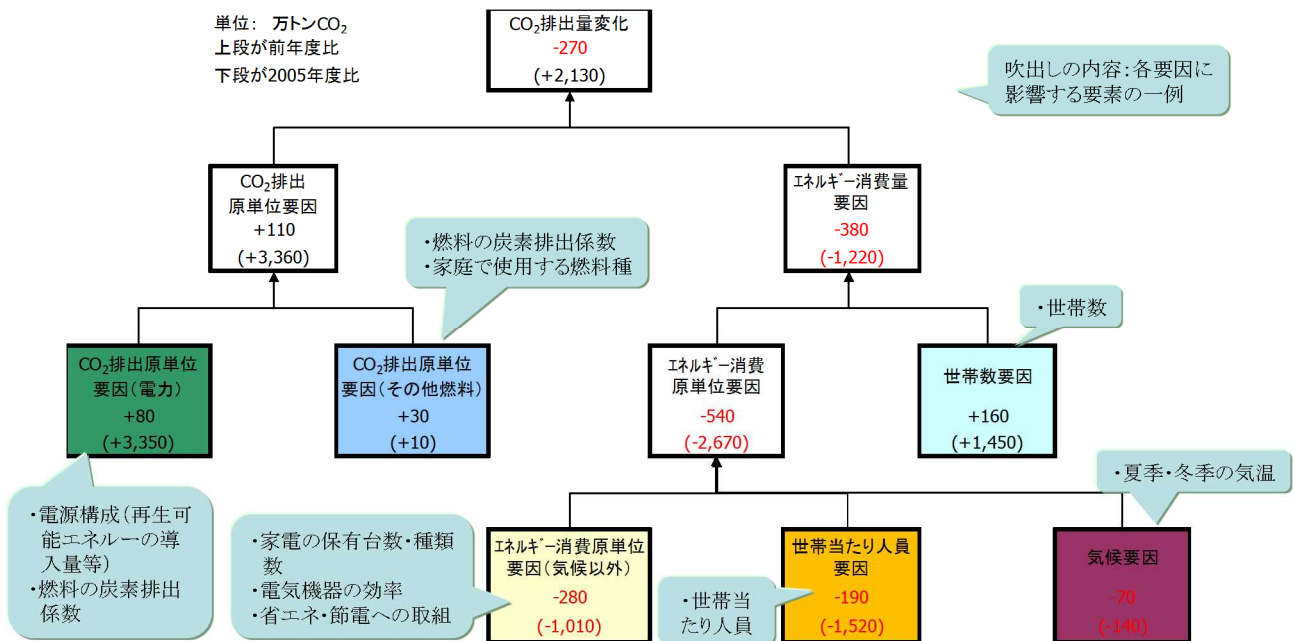 単位： 万トンCO₂
上段が前年度比
下段が2005年度比
CO₂排出量変化
-270
(+2,130)
吹出しの内容：各要因に
影響する要素の一例
CO₂排出
原単位要因
+110
(+3,360)
・燃料の炭素排出係数
・家庭で使用する燃料種
ｴﾈﾙｷﾞｰ消費量
要因
-380
(-1,220)
・世帯数
CO₂排出原単位
要因（電力）
+80
(+3,350)
CO₂排出原単位
要因（その他燃料）
+30
(+10)
ｴﾈﾙｷﾞｰ消費
原単位要因
-540
(-2,670)
世帯数要因
+160
(+1,450)
・電源構成（再生可
能エネルーの導
入量等）
・燃料の炭素排出
係数
・家電の保有台数・種類
数
・電気機器の効率
・省エネ・節電への取組
ｴﾈﾙｷﾞｰ消費原単位
要因（気候以外）
-280
(-1,010)
・世帯当
たり人員
世帯当たり人員
要因
-190
(-1,520)
・夏季・冬季の気温
気候要因
-70
(-140)